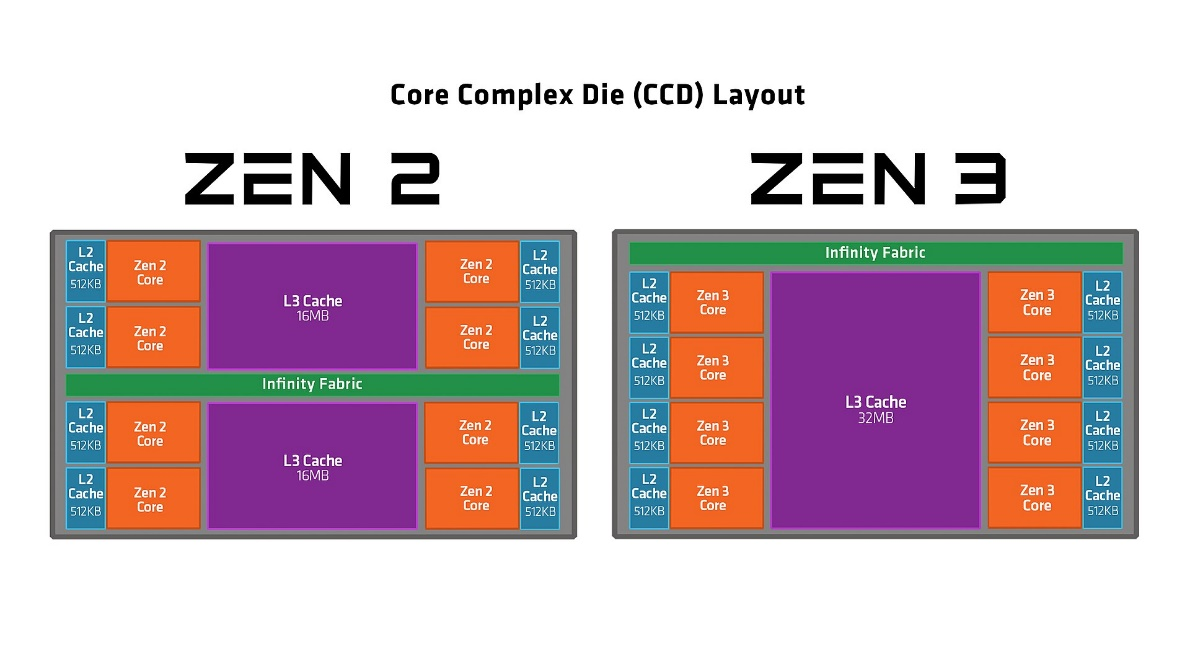 Core Complex Die (CCD) Layout
ZEN 2
L2
Cache
512KB
Zen 2
Core
L3 Cache
16MB
Zen 2
Core
L2
Cache
512KB
L2
Cache
512KB
Zen 2
Core
Zen 2
Core
L2
Cache
512KB
Infinity Fabric
L2
Cache
512KB
Zen 2
Core
L3 Cache
16MB
Zen 2
Core
L2
Cache
512KB
L2
Cache
512KB
Zen 2
Core
Zen 2
Core
L2
Cache
512KB
ZEN 3
Infinity Fabric
L2
Cache
512KB
Zen 3
Core
L3 Cache
32MB
Zen 3
Core
L2
Cache
512KB
L2
Cache
512KB
Zen 3
Core
Zen 3
Core
L2
Cache
512KB
L2
Cache
512KB
Zen 3
Core
Zen 3
Core
L2
Cache
512KB
L2
Cache
512KB
Zen 3
Core
Zen 3
Core
L2
Cache
512KB